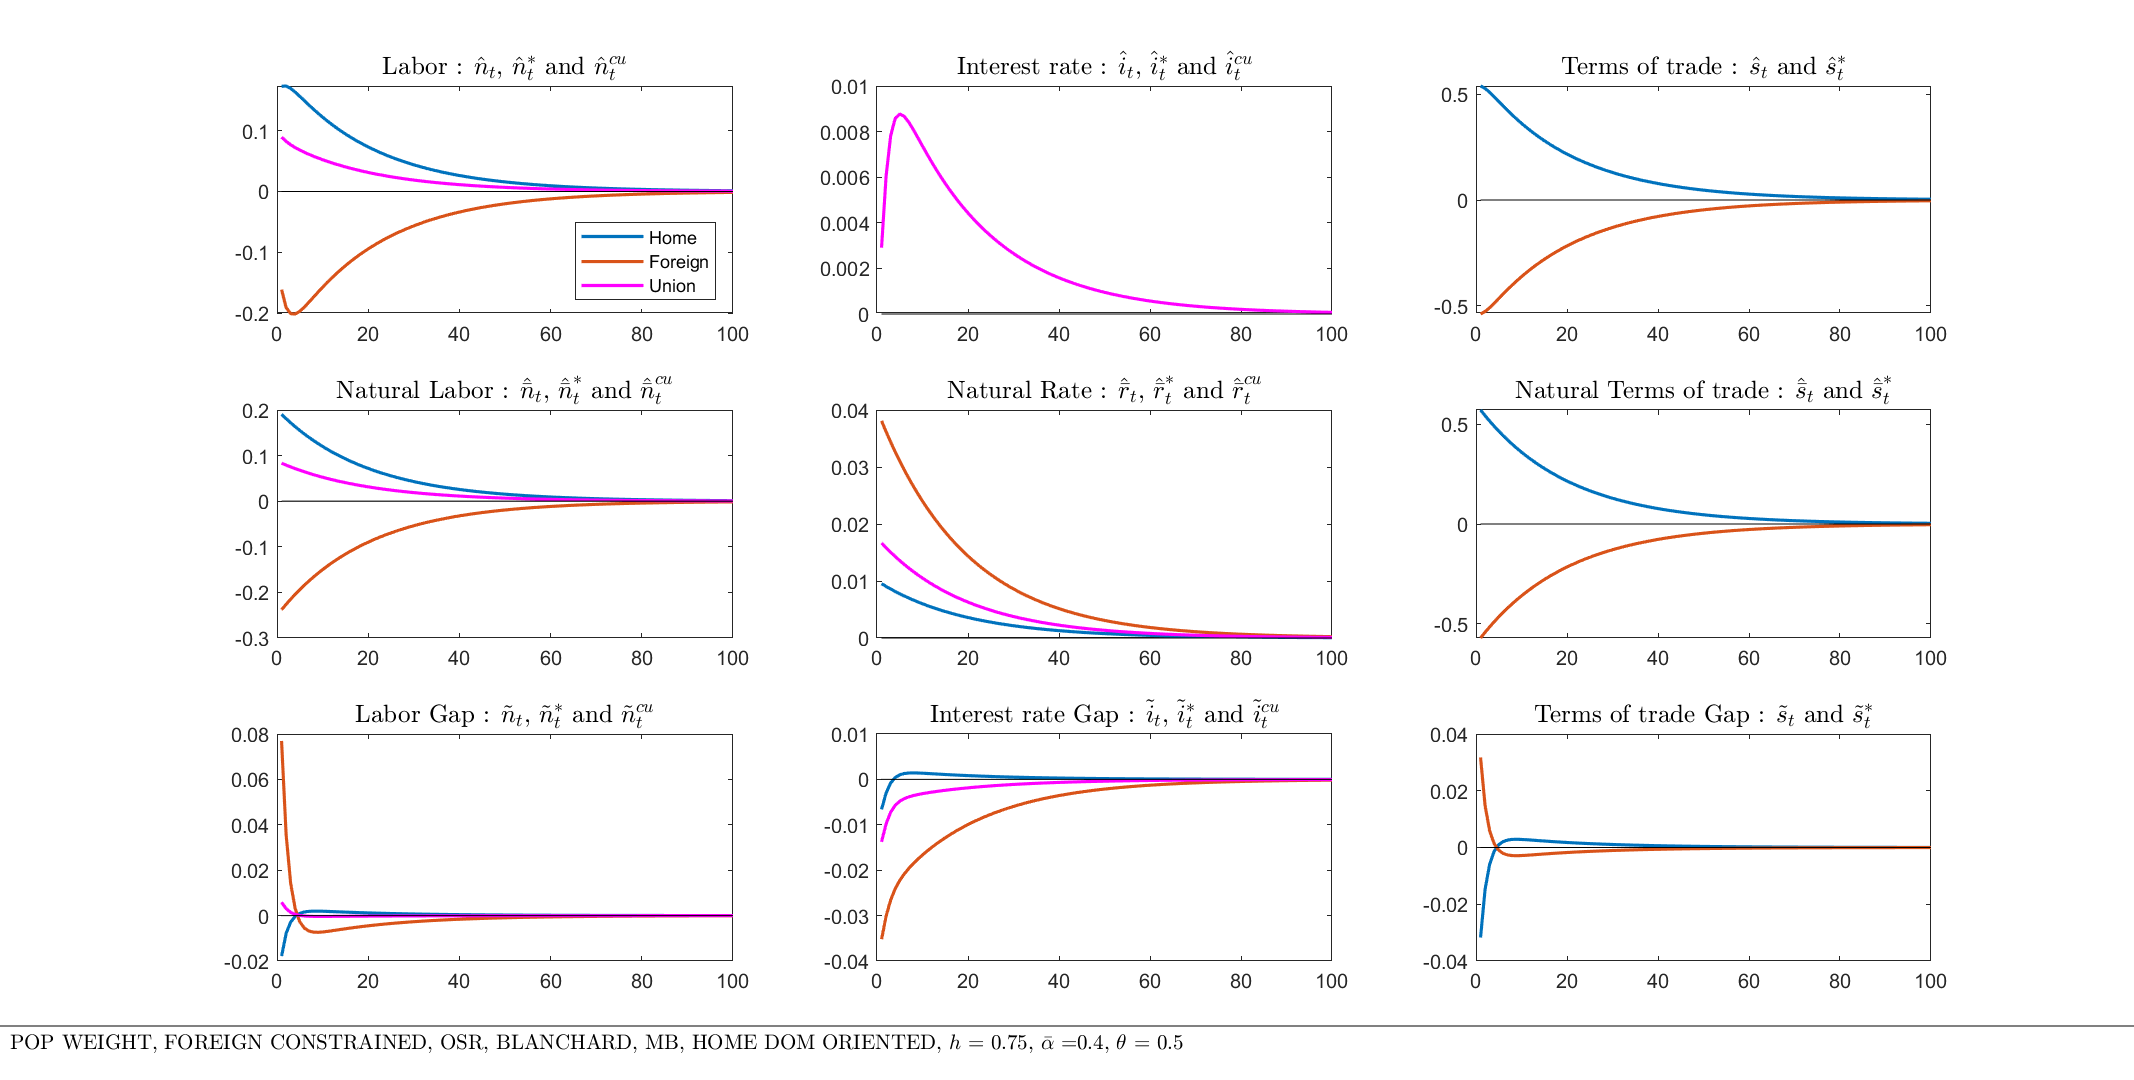 Labor : n̂ₜ, n̂ₜ* and n̂ₜᶜᵘ
0.1
0
-0.1
-0.2
0 20 40 60 80 100
Home
Foreign
Union
Interest rate : îₜ, îₜ* and îₜᶜᵘ
0.01
0.008
0.006
0.004
0.002
0
0 20 40 60 80 100
Terms of trade : ŝₜ and ŝₜ*
0.5
0
-0.5
0 20 40 60 80 100
Natural Labor : n̄̂ₜ, n̄̂ₜ* and n̄̂ₜᶜᵘ
0.2
0.1
0
-0.1
-0.2
-0.3
0 20 40 60 80 100
Natural Rate : r̄̂ₜ, r̄̂ₜ* and r̄̂ₜᶜᵘ
0.04
0.03
0.02
0.01
0
0 20 40 60 80 100
Natural Terms of trade : s̄̂ₜ and s̄̂ₜ*
0.5
0
-0.5
0 20 40 60 80 100
Labor Gap : ñₜ, ñₜ* and ñₜᶜᵘ
0.08
0.06
0.04
0.02
0
-0.02
0 20 40 60 80 100
Interest rate Gap : ĩₜ, ĩₜ* and ĩₜᶜᵘ
0.01
0
-0.01
-0.02
-0.03
-0.04
0 20 40 60 80 100
Terms of trade Gap : s̃ₜ and s̃ₜ*
0.04
0.02
0
-0.02
-0.04
0 20 40 60 80 100
POP WEIGHT, FOREIGN CONSTRAINED, OSR, BLANCHARD, MB, HOME DOM ORIENTED, h = 0.75, ᾱ =0.4, θ = 0.5